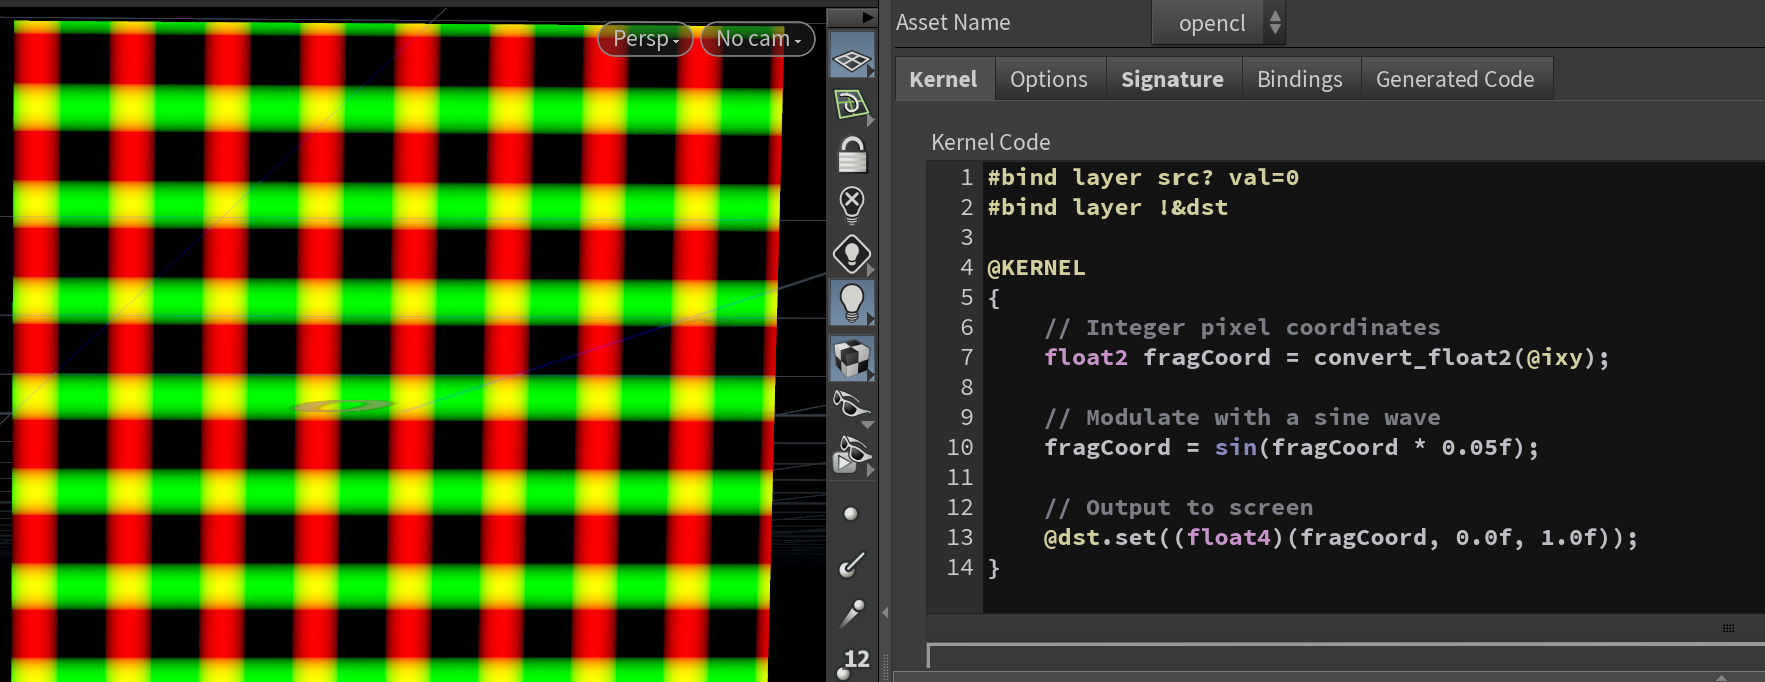 Persp
No cam
12
Asset Name
opencl
Kernel
Options
Signature
Bindings
Generated Code
Kernel Code
1 #bind layer src? val=0
2 #bind layer !&dst
3
4 @KERNEL
5 {
6 // Integer pixel coordinates
7 float2 fragCoord = convert_float2(@ixy);
8
9 // Modulate with a sine wave
10 fragCoord = sin(fragCoord * 0.05f);
11
12 // Output to screen
13 @dst.set((float4)(fragCoord, 0.0f, 1.0f));
14 }